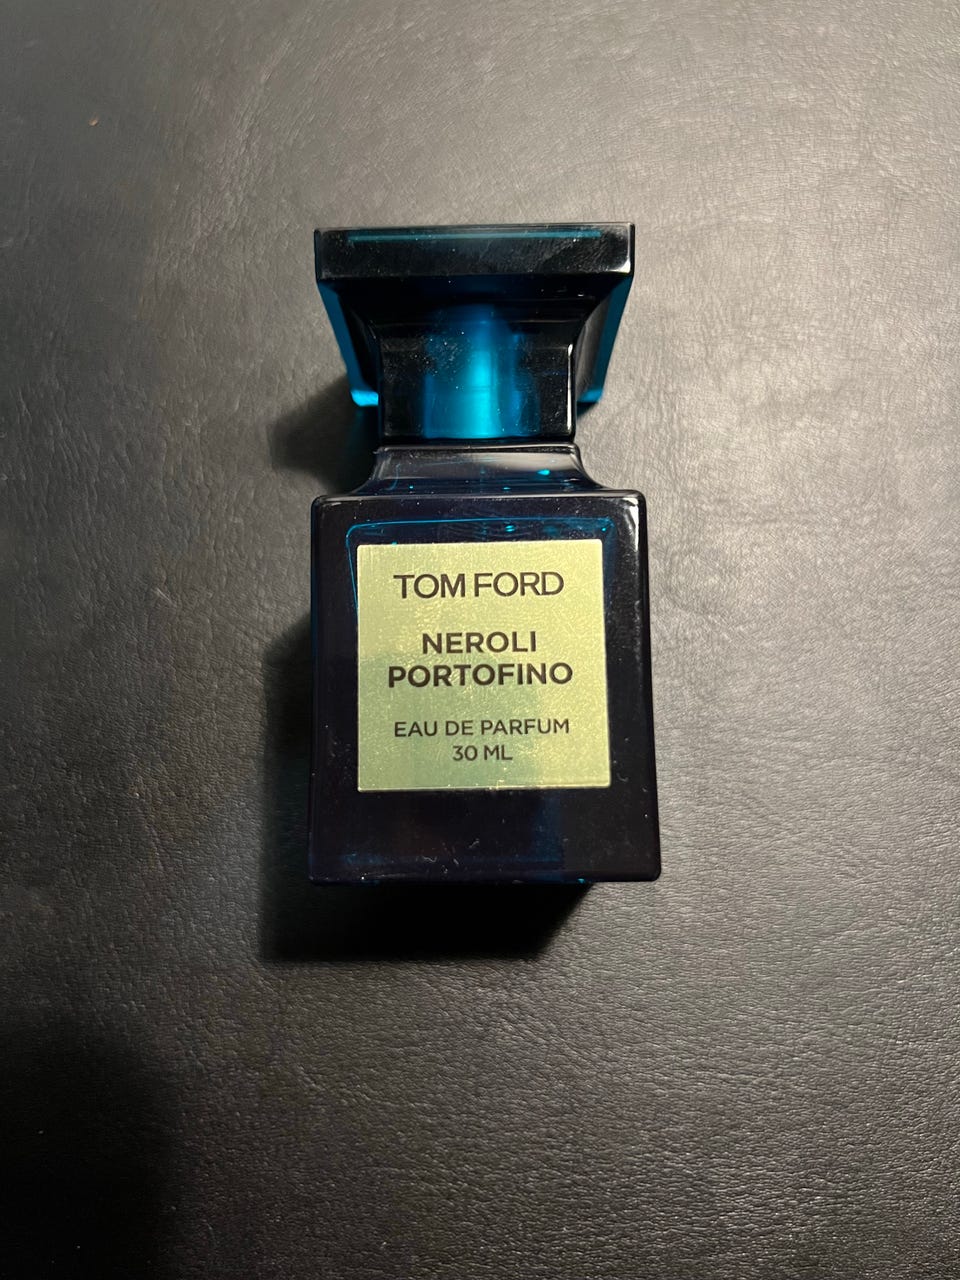 TOM FORD
NEROLI
PORTOFINO
EAU DE PARFUM
30 ML